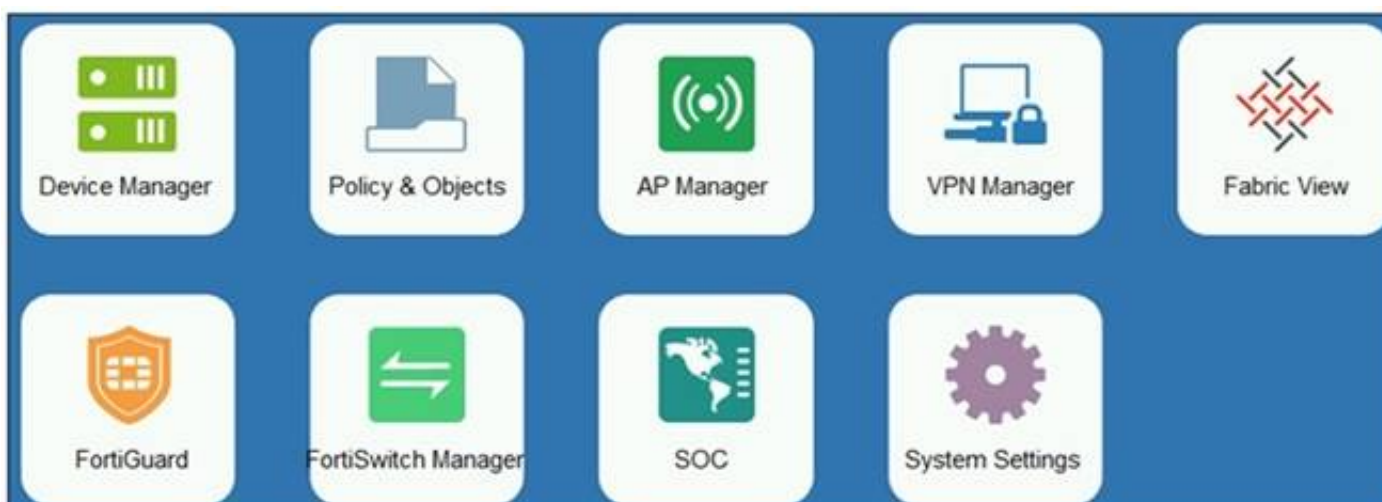 Device Manager
Policy & Objects
AP Manager
VPN Manager
Fabric View
FortiGuard
FortiSwitch Manager
SOC
System Settings